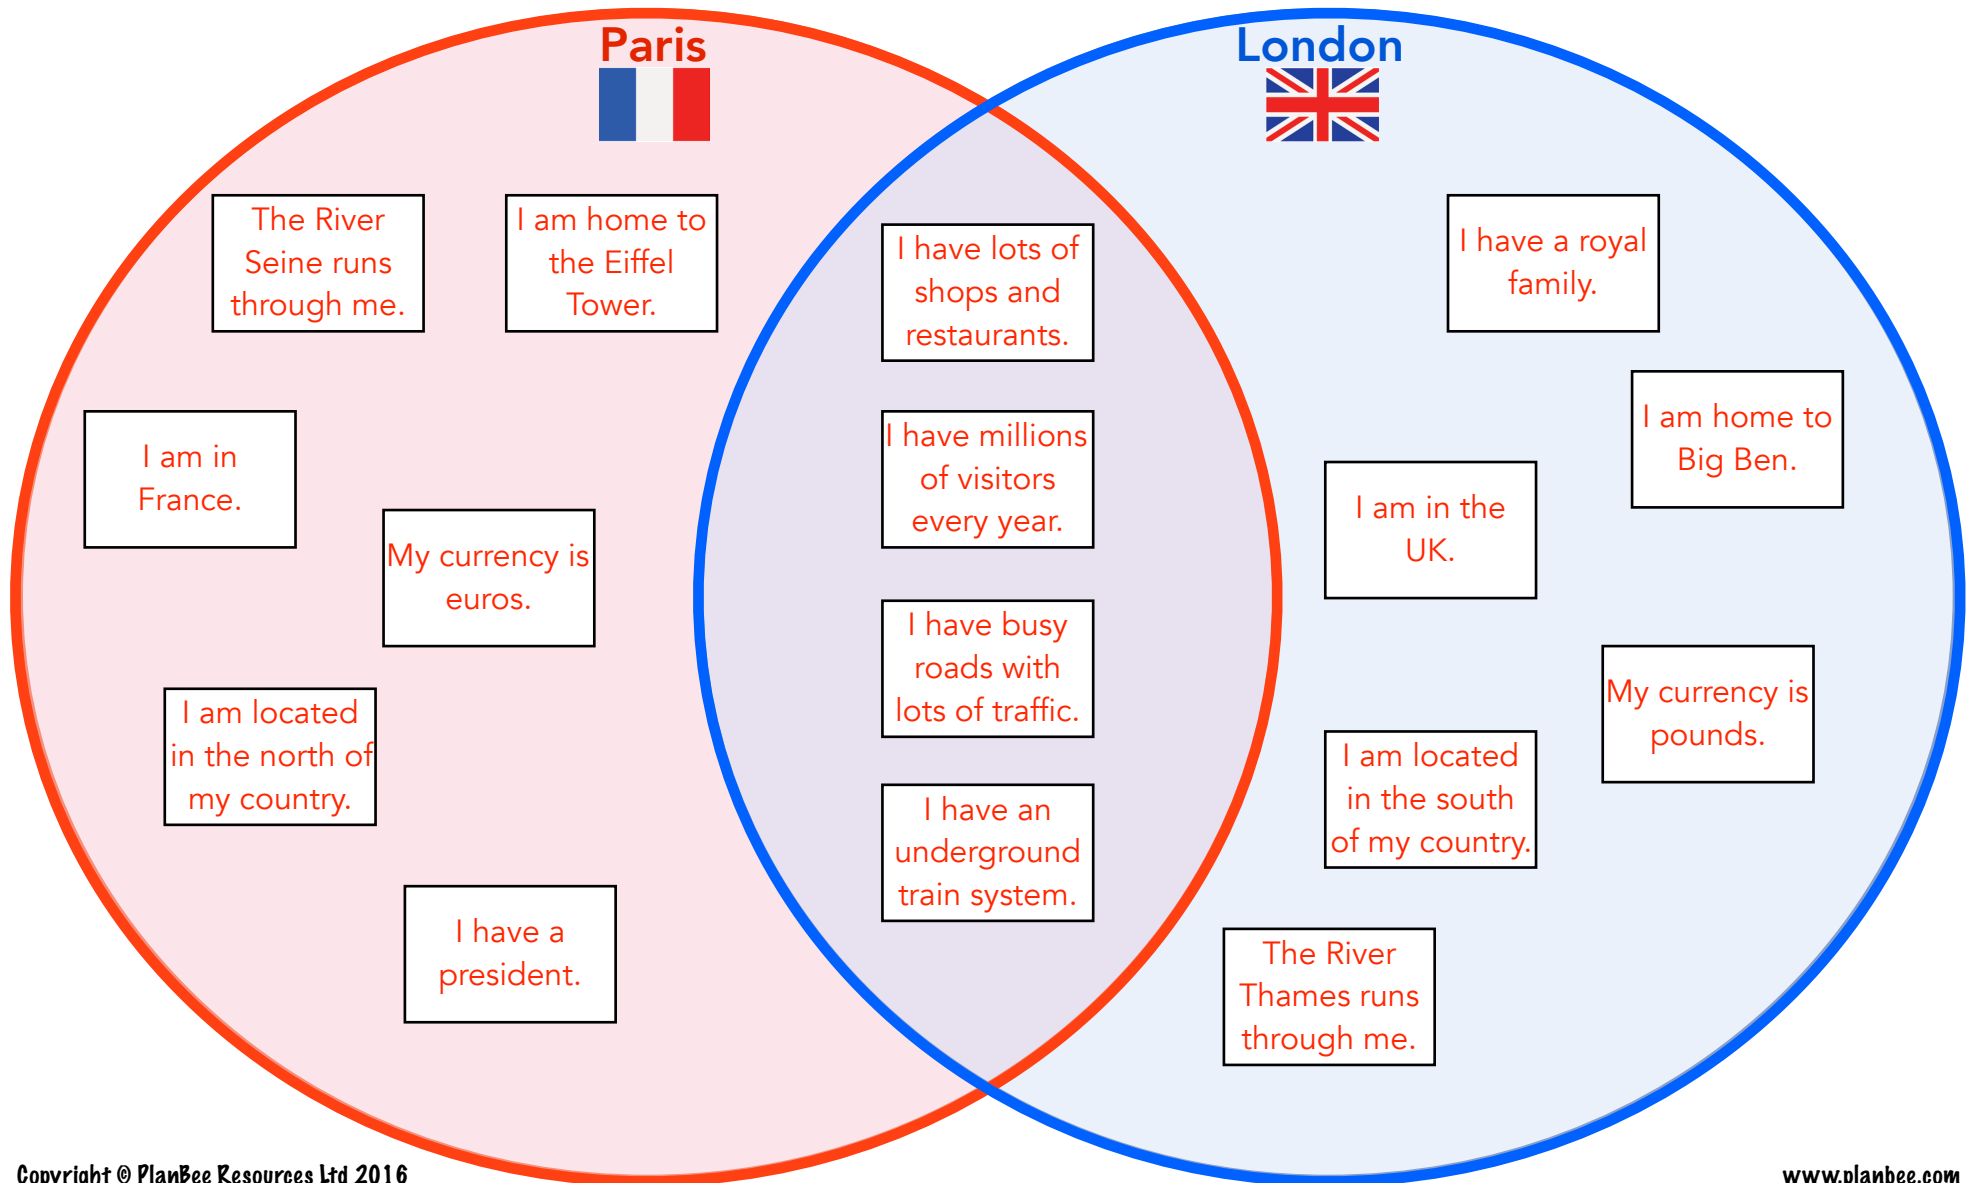 Paris
London
The River
Seine runs
through me.
I am home to
the Eiffel
Tower.
I am in
France.
My currency is
euros.
I am located
in the north of
my country.
I have a
president.
I have lots of
shops and
restaurants.
I have millions
of visitors
every year.
I have busy
roads with
lots of traffic.
I have an
underground
train system.
I have a royal
family.
I am home to
Big Ben.
I am in the
UK.
My currency is
pounds.
I am located
in the south
of my country.
The River
Thames runs
through me.
Copyright © PlanBee Resources Ltd 2016
www.planbee.com